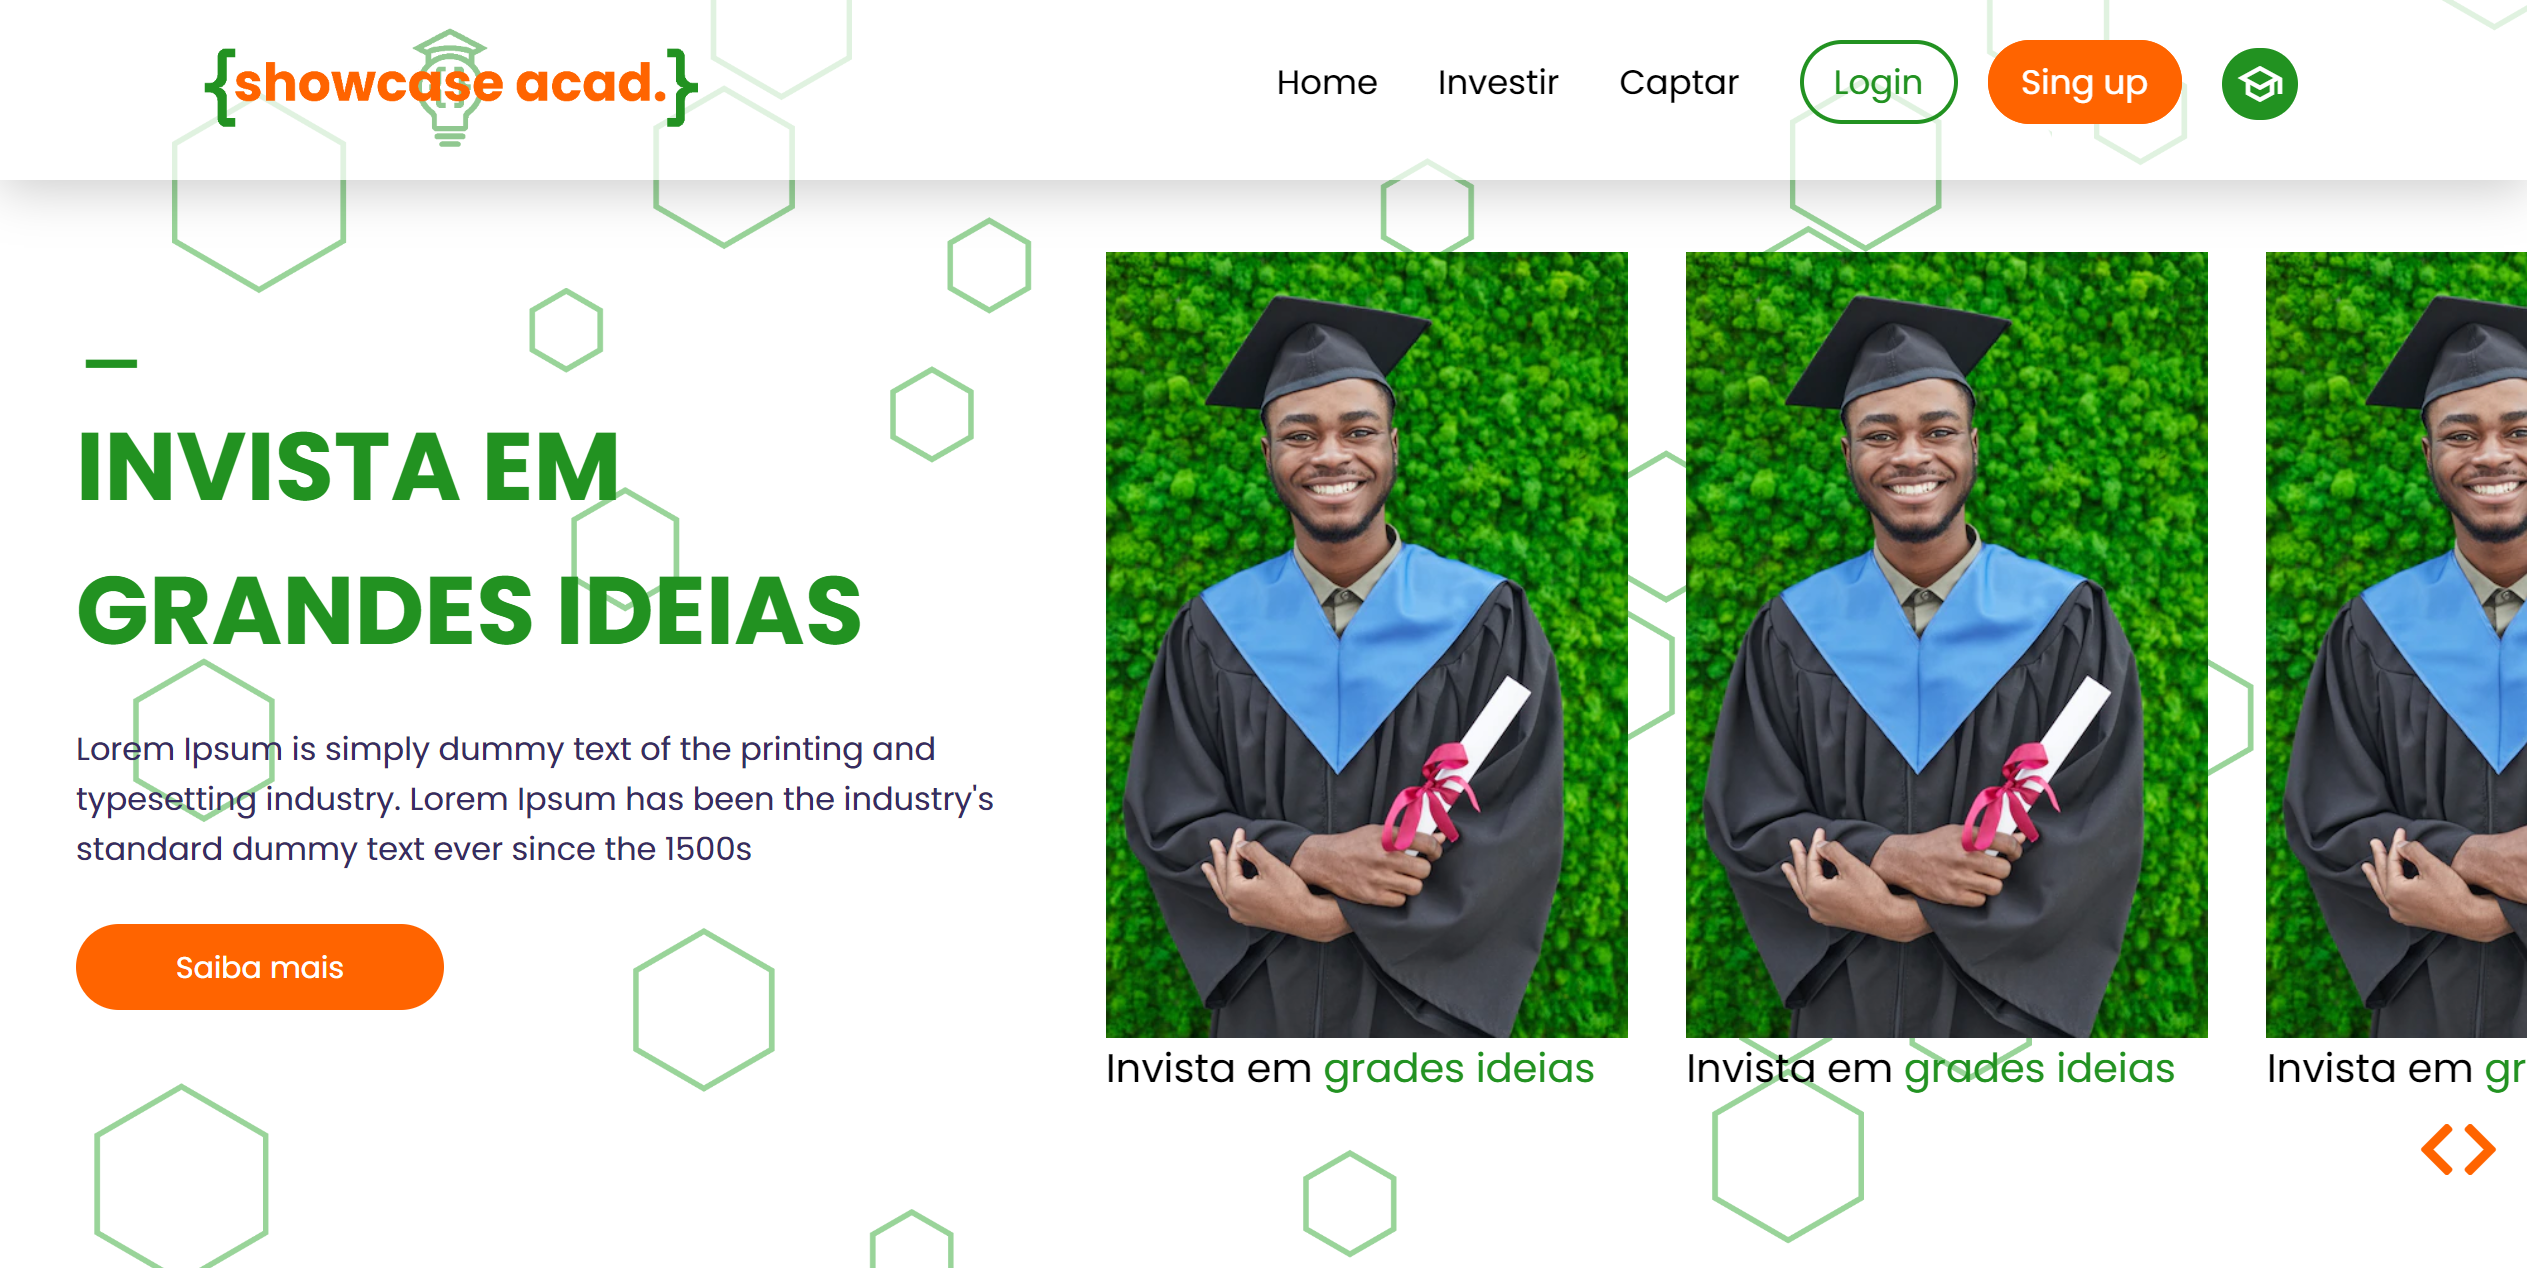 {showcase acad.}
Home Investir Captar Login Sing up
INVISTA EM
GRANDES IDEIAS
Lorem Ipsum is simply dummy text of the printing and
typesetting industry. Lorem Ipsum has been the industry's
standard dummy text ever since the 1500s
Saiba mais
Invista em grades ideias
Invista em grades ideias
Invista em gr